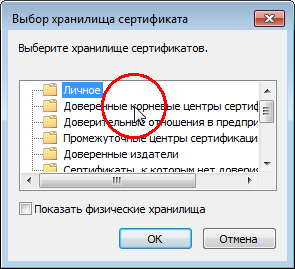 Выбор хранилища сертификата
Выберите хранилище сертификатов.
Личное
Доверенные корневые центры сертиф
Доверительные отношения в предпри
Промежуточные центры сертификаци
Доверенные издатели
Сертификаты, к которым нет доверия
Показать физические хранилища
ОК
Отмена